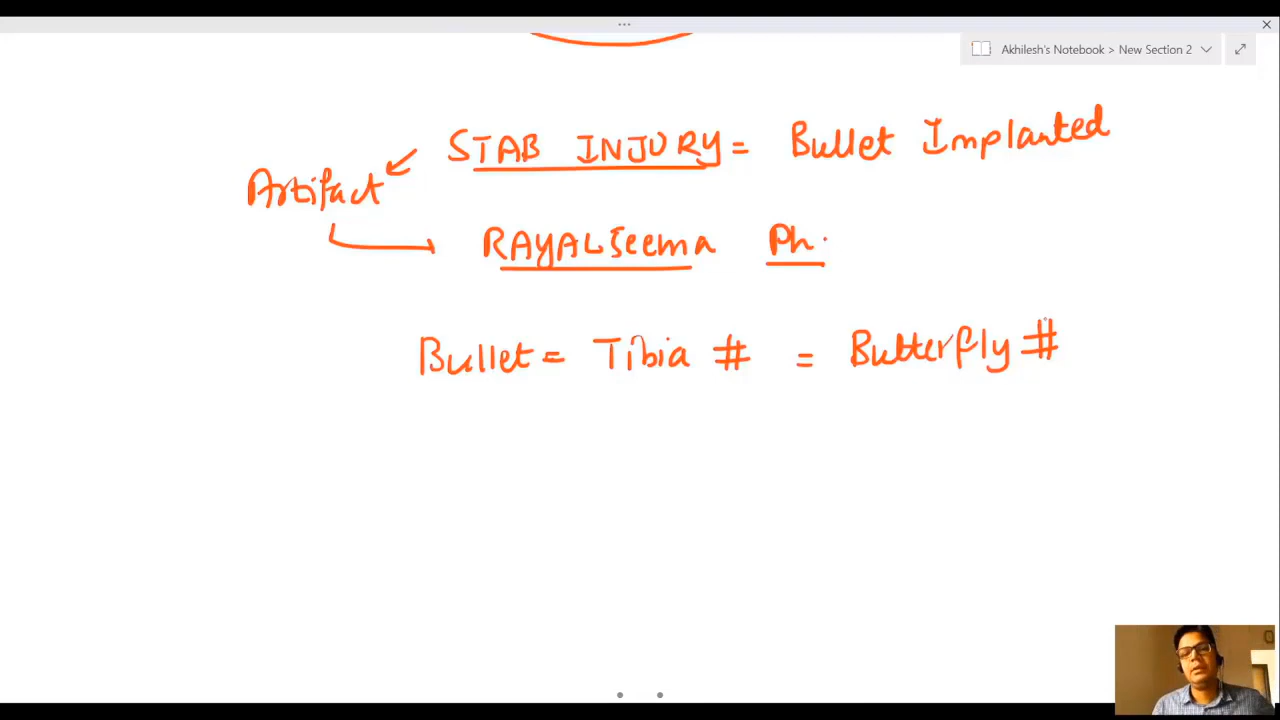 Akhilesh's Notebook > New Section 2
STAB INJURY = Bullet Implanted
Artifact
RAYALSeema Ph.
Bullet = Tibia # = Butterfly #